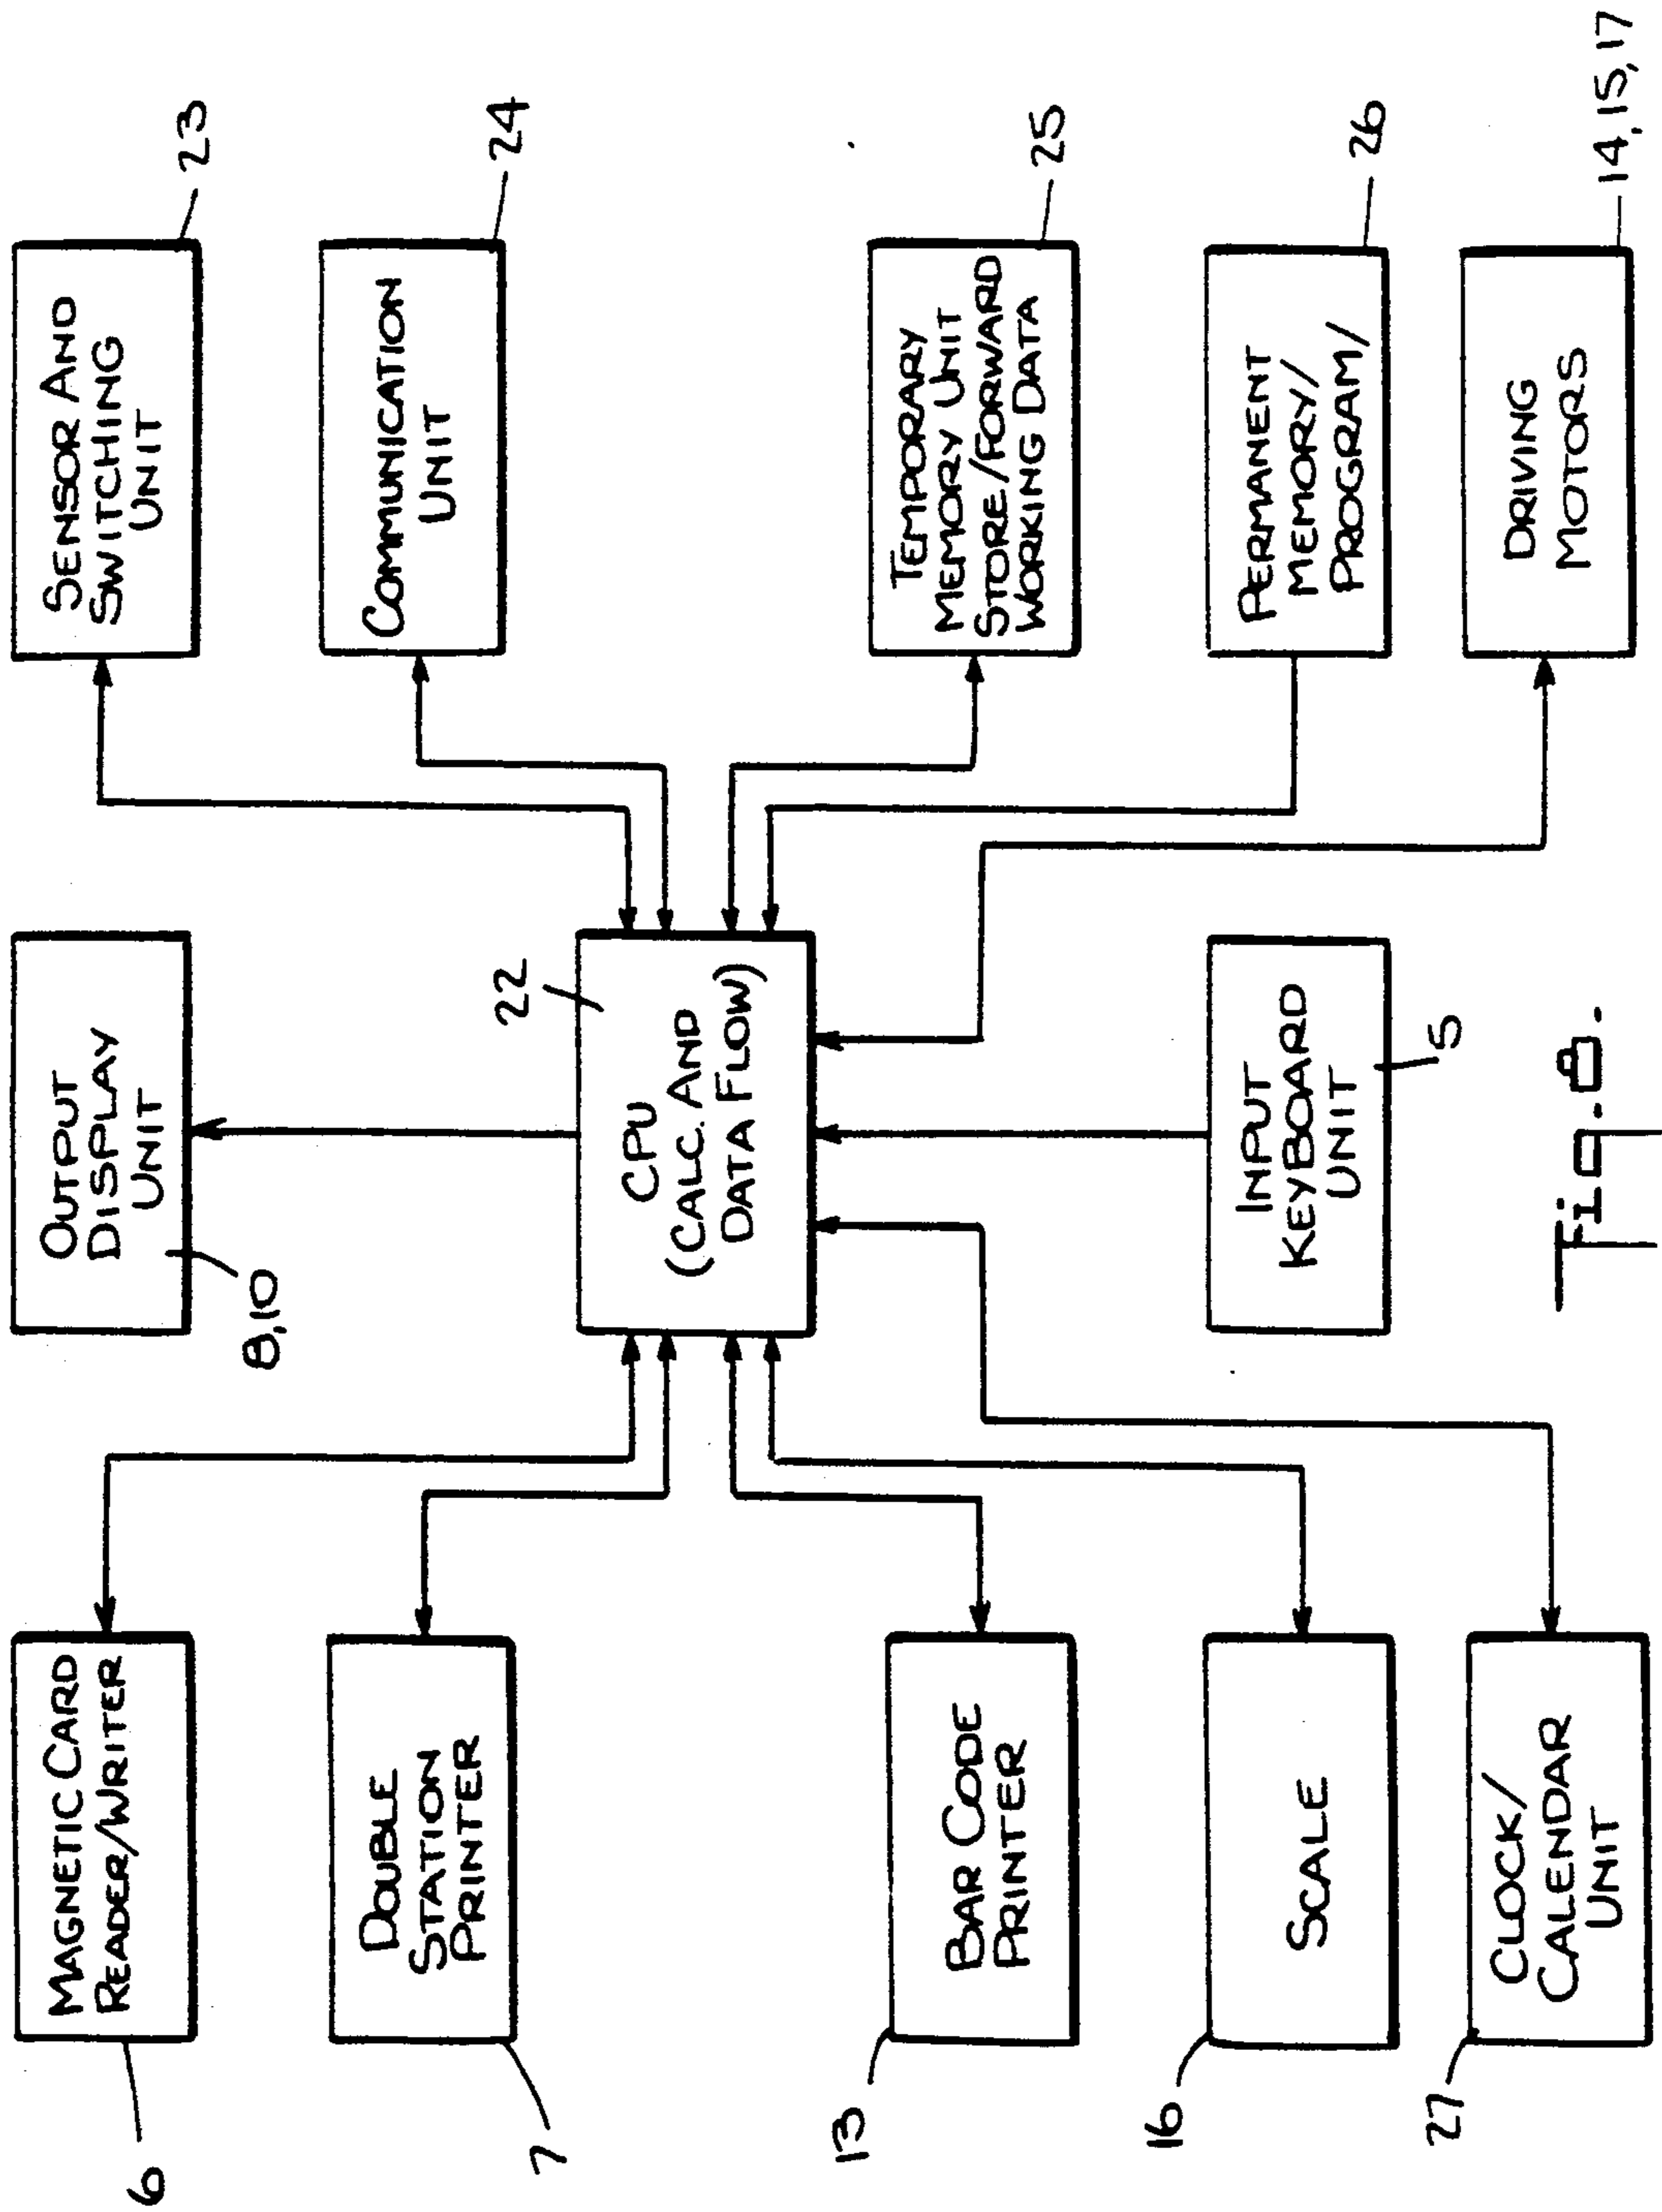 MAGNETIC CARD
READER/WRITER
6
DOUBLE
STATION
PRINTER
7
BAR CODE
PRINTER
13
SCALE
16
CLOCK/
CALENDAR
UNIT
27
OUTPUT
DISPLAY
UNIT
8,10
22
CPU
(CALC. AND
DATA FLOW)
INPUT
KEYBOARD
UNIT
5
SENSOR AND
SWITCHING
UNIT
23
COMMUNICATION
UNIT
24
TEMPORARY
MEMORY UNIT
STORE/FORWARD
WORKING DATA
25
PERMANENT
MEMORY/
PROGRAM/
26
DRIVING
MOTORS
14,15,17
Fig. 8.